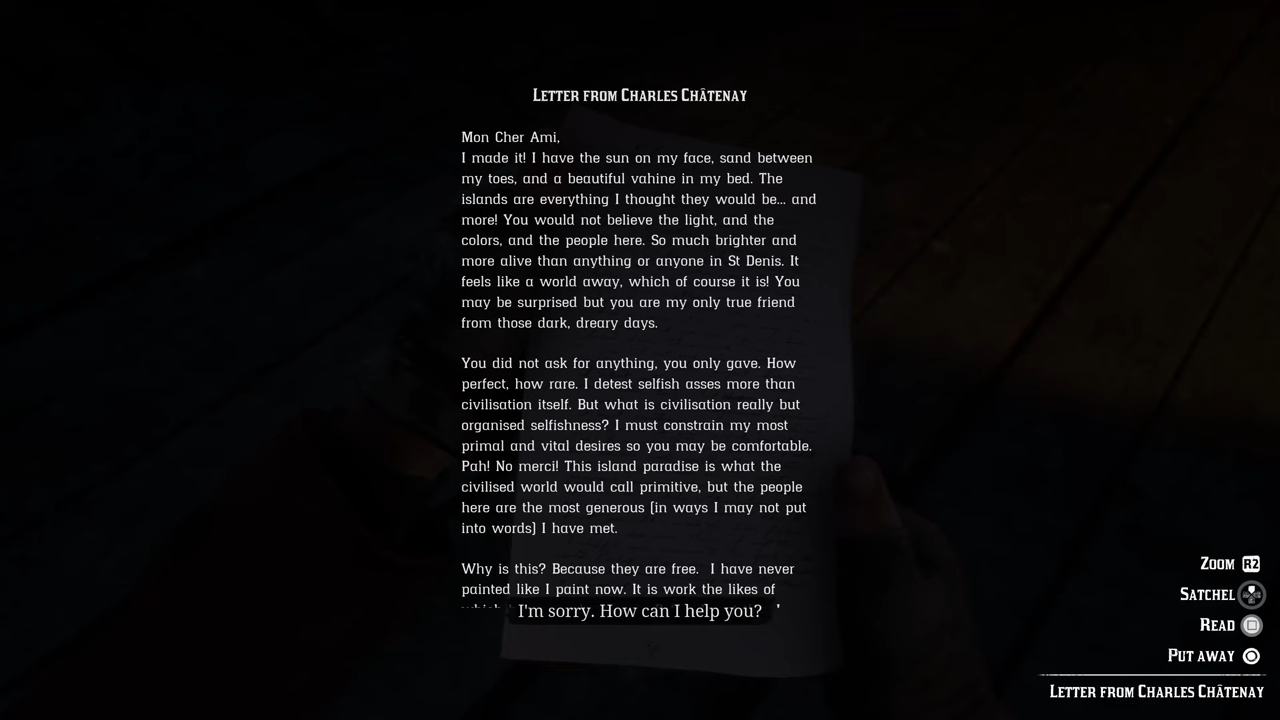 Letter from Charles Châtenay
Mon Cher Ami,
I made it! I have the sun on my face, sand between
my toes, and a beautiful vahine in my bed. The
islands are everything I thought they would be... and
more! You would not believe the light, and the
colors, and the people here. So much brighter and
more alive than anything or anyone in St Denis. It
feels like a world away, which of course it is! You
may be surprised but you are my only true friend
from those dark, dreary days.
You did not ask for anything, you only gave. How
perfect, how rare. I detest selfish asses more than
civilisation itself. But what is civilisation really but
organised selfishness? I must constrain my most
primal and vital desires so you may be comfortable.
Pah! No merci! This island paradise is what the
civilised world would call primitive, but the people
here are the most generous (in ways I may not put
into words) I have met.
Why is this? Because they are free.  I have never
painted like I paint now. It is work the likes of
which
I'm sorry. How can I help you?
Zoom R2
Satchel
Read
Put away
Letter from Charles Châtenay